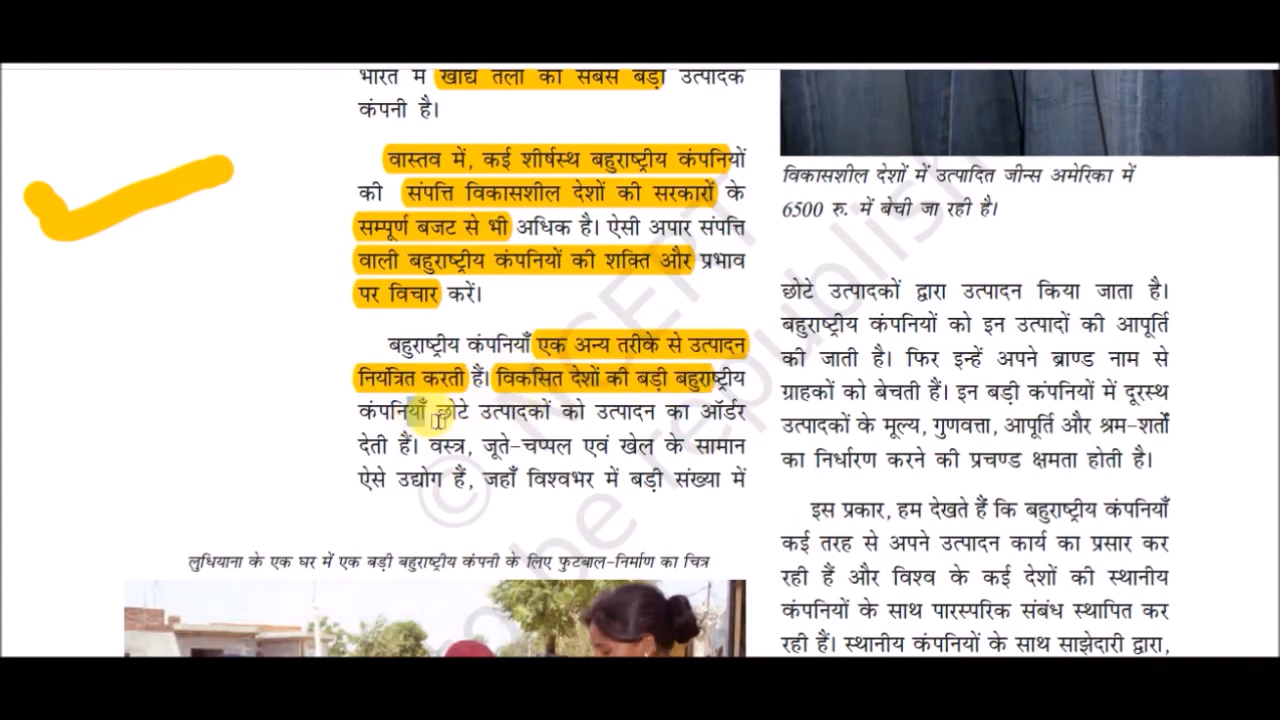 भारत में खाद्य तेलों की सबसे बड़ी उत्पादक
कंपनी है।
वास्तव में, कई शीर्षस्थ बहुराष्ट्रीय कंपनियों
की संपत्ति विकासशील देशों की सरकारों के
सम्पूर्ण बजट से भी अधिक है। ऐसी अपार संपत्ति
वाली बहुराष्ट्रीय कंपनियों की शक्ति और प्रभाव
पर विचार करें।
बहुराष्ट्रीय कंपनियाँ एक अन्य तरीके से उत्पादन
नियंत्रित करती हैं। विकसित देशों की बड़ी बहुराष्ट्रीय
कंपनियाँ छोटे उत्पादकों को उत्पादन का ऑर्डर
देती हैं। वस्त्र, जूते-चप्पल एवं खेल के सामान
ऐसे उद्योग हैं, जहाँ विश्वभर में बड़ी संख्या में
लुधियाना के एक घर में एक बड़ी बहुराष्ट्रीय कंपनी के लिए फुटबाल-निर्माण का चित्र
विकासशील देशों में उत्पादित जीन्स अमेरिका में
6500 रु. में बेची जा रही है।
छोटे उत्पादकों द्वारा उत्पादन किया जाता है।
बहुराष्ट्रीय कंपनियों को इन उत्पादों की आपूर्ति
की जाती है। फिर इन्हें अपने ब्राण्ड नाम से
ग्राहकों को बेचती हैं। इन बड़ी कंपनियों में दूरस्थ
उत्पादकों के मूल्य, गुणवत्ता, आपूर्ति और श्रम-शर्तों
का निर्धारण करने की प्रचण्ड क्षमता होती है।
इस प्रकार, हम देखते हैं कि बहुराष्ट्रीय कंपनियाँ
कई तरह से अपने उत्पादन कार्य का प्रसार कर
रही हैं और विश्व के कई देशों की स्थानीय
कंपनियों के साथ पारस्परिक संबंध स्थापित कर
रही हैं। स्थानीय कंपनियों के साथ साझेदारी द्वारा,
© NCERT
be republish